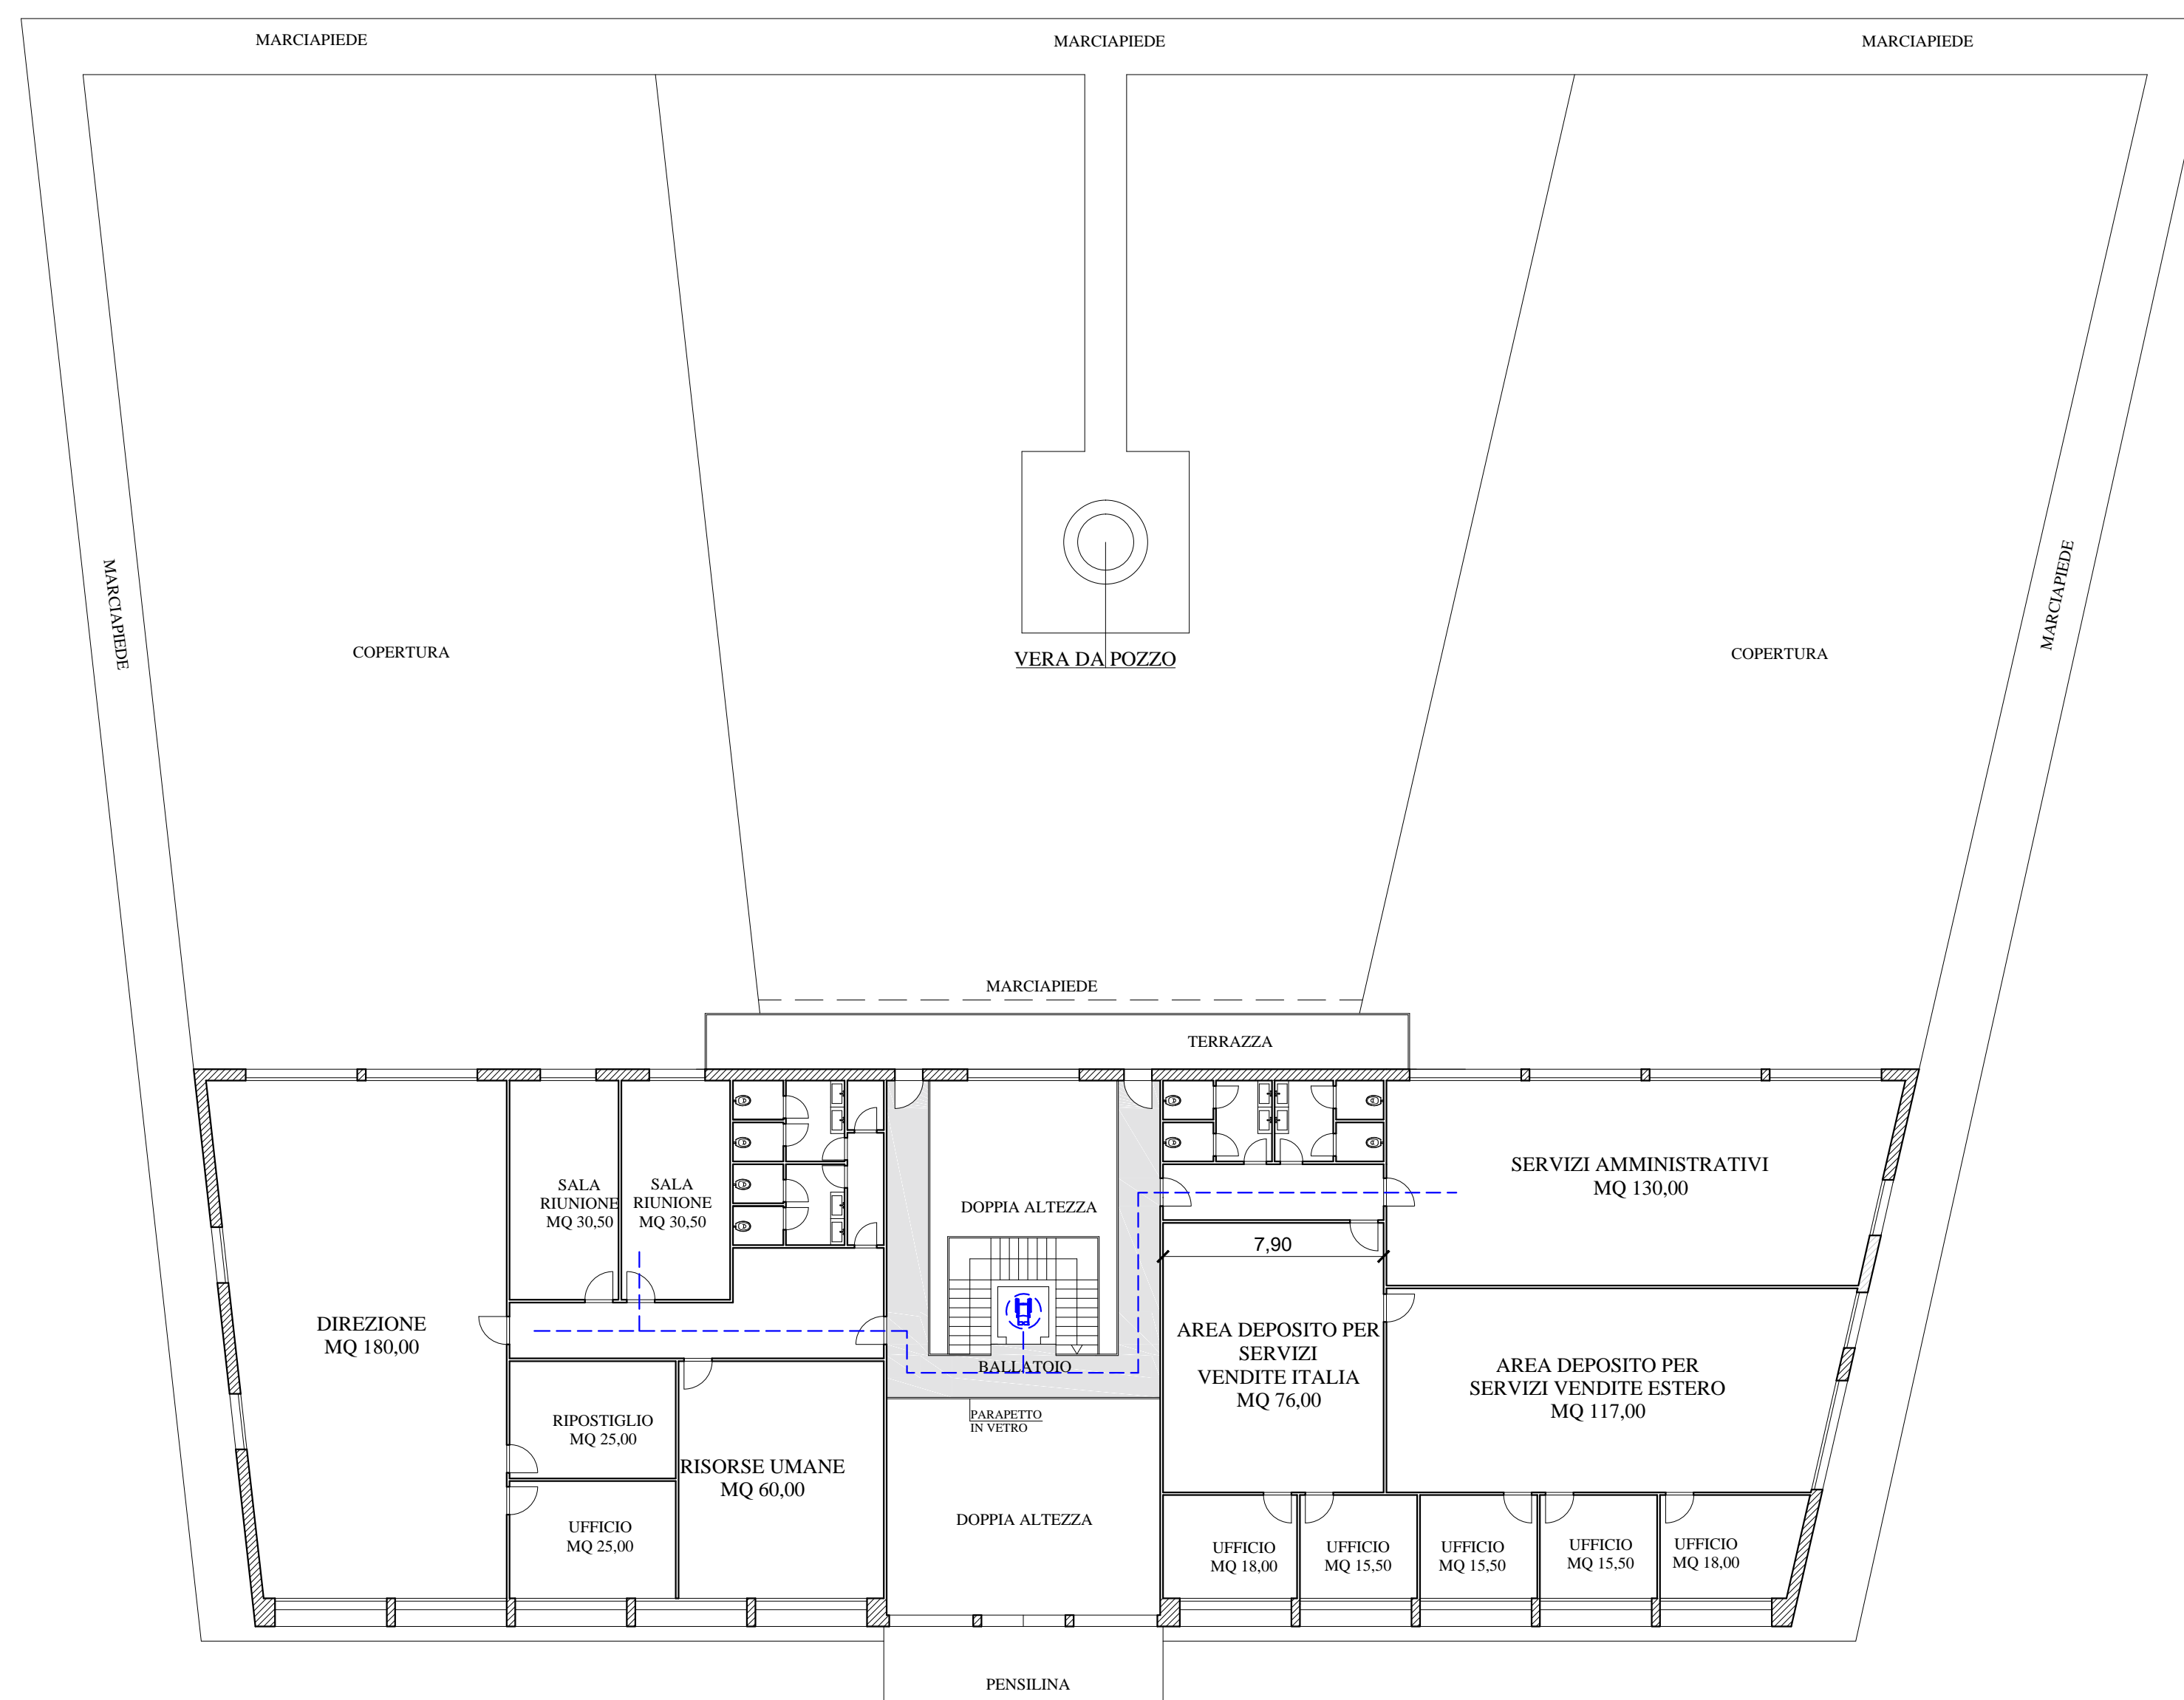 MARCIAPIEDE
MARCIAPIEDE
MARCIAPIEDE
MARCIAPIEDE
MARCIAPIEDE
COPERTURA
VERA DA POZZO
COPERTURA
MARCIAPIEDE
TERRAZZA
SALA
RIUNIONE
MQ 30,50
SALA
RIUNIONE
MQ 30,50
DOPPIA ALTEZZA
SERVIZI AMMINISTRATIVI
MQ 130,00
7,90
DIREZIONE
MQ 180,00
BALLATOIO
AREA DEPOSITO PER
SERVIZI
VENDITE ITALIA
MQ 76,00
AREA DEPOSITO PER
SERVIZI VENDITE ESTERO
MQ 117,00
RIPOSTIGLIO
MQ 25,00
PARAPETTO
IN VETRO
RISORSE UMANE
MQ 60,00
UFFICIO
MQ 25,00
DOPPIA ALTEZZA
UFFICIO
MQ 18,00
UFFICIO
MQ 15,50
UFFICIO
MQ 15,50
UFFICIO
MQ 15,50
UFFICIO
MQ 18,00
PENSILINA